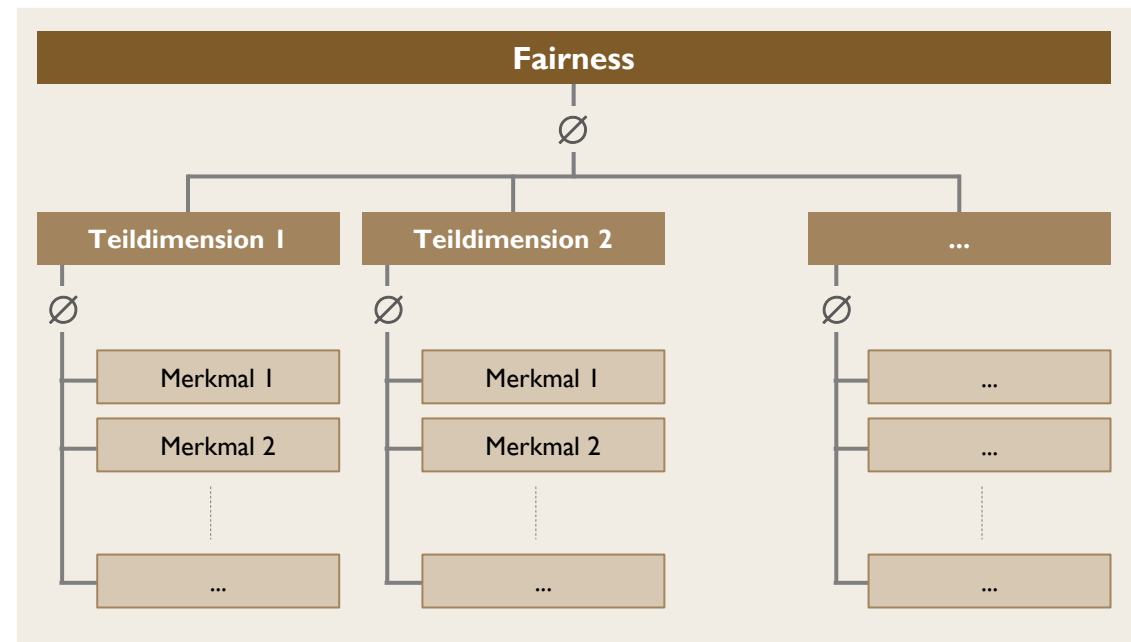 Fairness
∅
Teildimension 1
Teildimension 2
...
∅
∅
∅
Merkmal 1
Merkmal 1
...
Merkmal 2
Merkmal 2
...
...
...
...